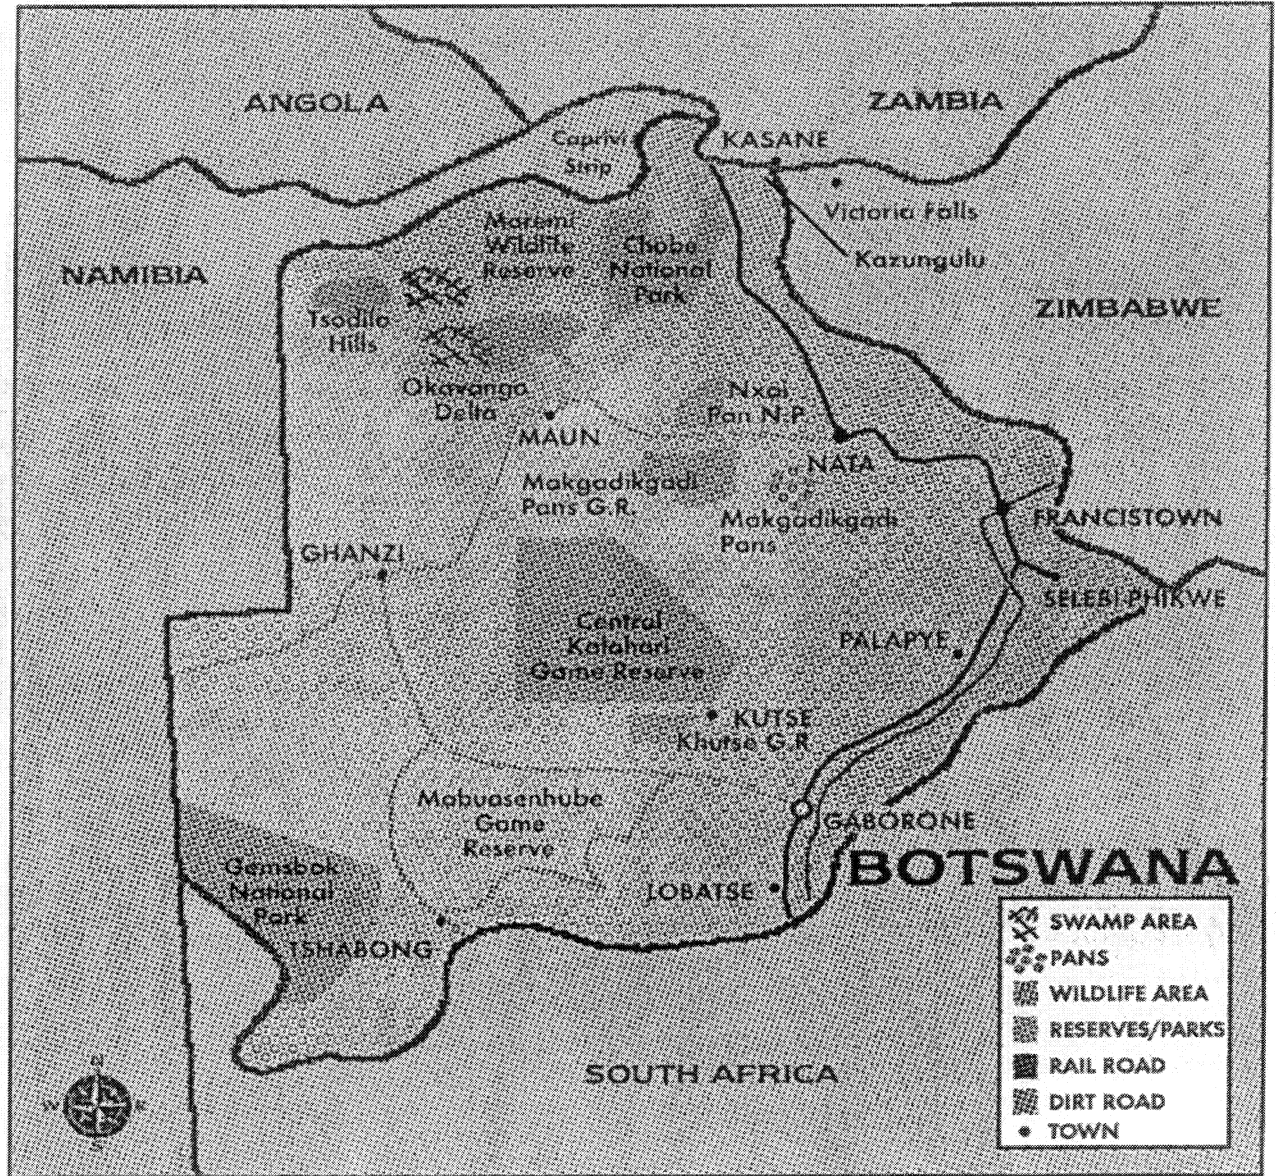 ANGOLA
ZAMBIA
Caprivi
Strip
KASANE
Victoria Falls
Kazungulu
NAMIBIA
Moremi
Wildlife
Reserve
Chobe
National
Park
ZIMBABWE
Tsodilo
Hills
Okavango
Delta
MAUN
Nxai
Pan N.P.
NATA
Makgadikgadi
Pans G.R.
Makgadikgadi
Pans
FRANCISTOWN
GHANZI
SELEBI-PHIKWE
Central
Kalahari
Game Reserve
PALAPYE
KUTSE
Khutse G.R.
Mabuasenhube
Game
Reserve
GABORONE
Gemsbok
National
Park
LOBATSE
TSHABONG
SOUTH AFRICA
BOTSWANA
SWAMP AREA
PANS
WILDLIFE AREA
RESERVES/PARKS
RAIL ROAD
DIRT ROAD
TOWN
N
W
E
S